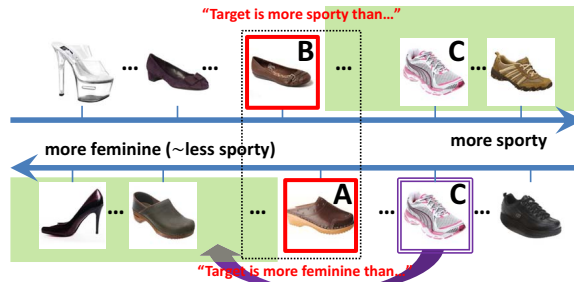 “Target is more sporty than…”
... B ... C ...
more sporty
more feminine (~less sporty)
... ... A ... C ...
“Target is more feminine than…”